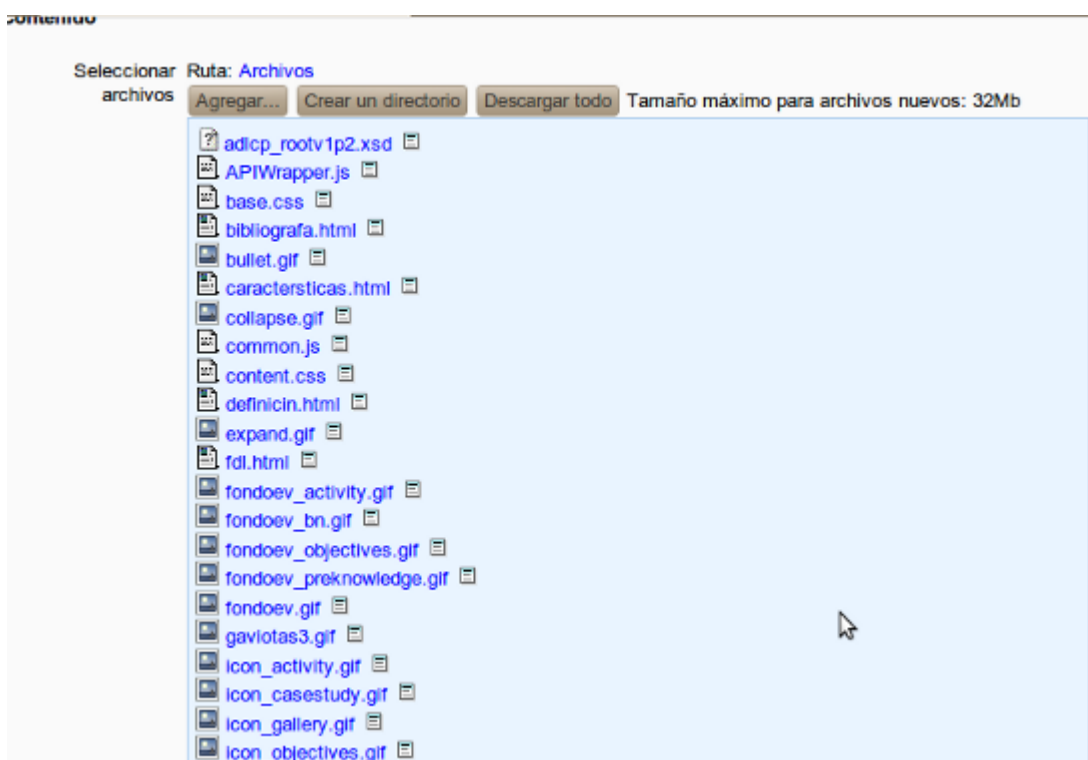 Contenido
Seleccionar archivos
Ruta: Archivos
Agregar... Crear un directorio Descargar todo Tamaño máximo para archivos nuevos: 32Mb
adlcp_rootv1p2.xsd
APIWrapper.js
base.css
bibliografa.html
bullet.gif
caractersticas.html
collapse.gif
common.js
content.css
definicin.html
expand.gif
fdl.html
fondoev_activity.gif
fondoev_bn.gif
fondoev_objectives.gif
fondoev_preknowledge.gif
fondoev.gif
gaviotas3.gif
icon_activity.gif
icon_casestudy.gif
icon_gallery.gif
icon_objectives.gif